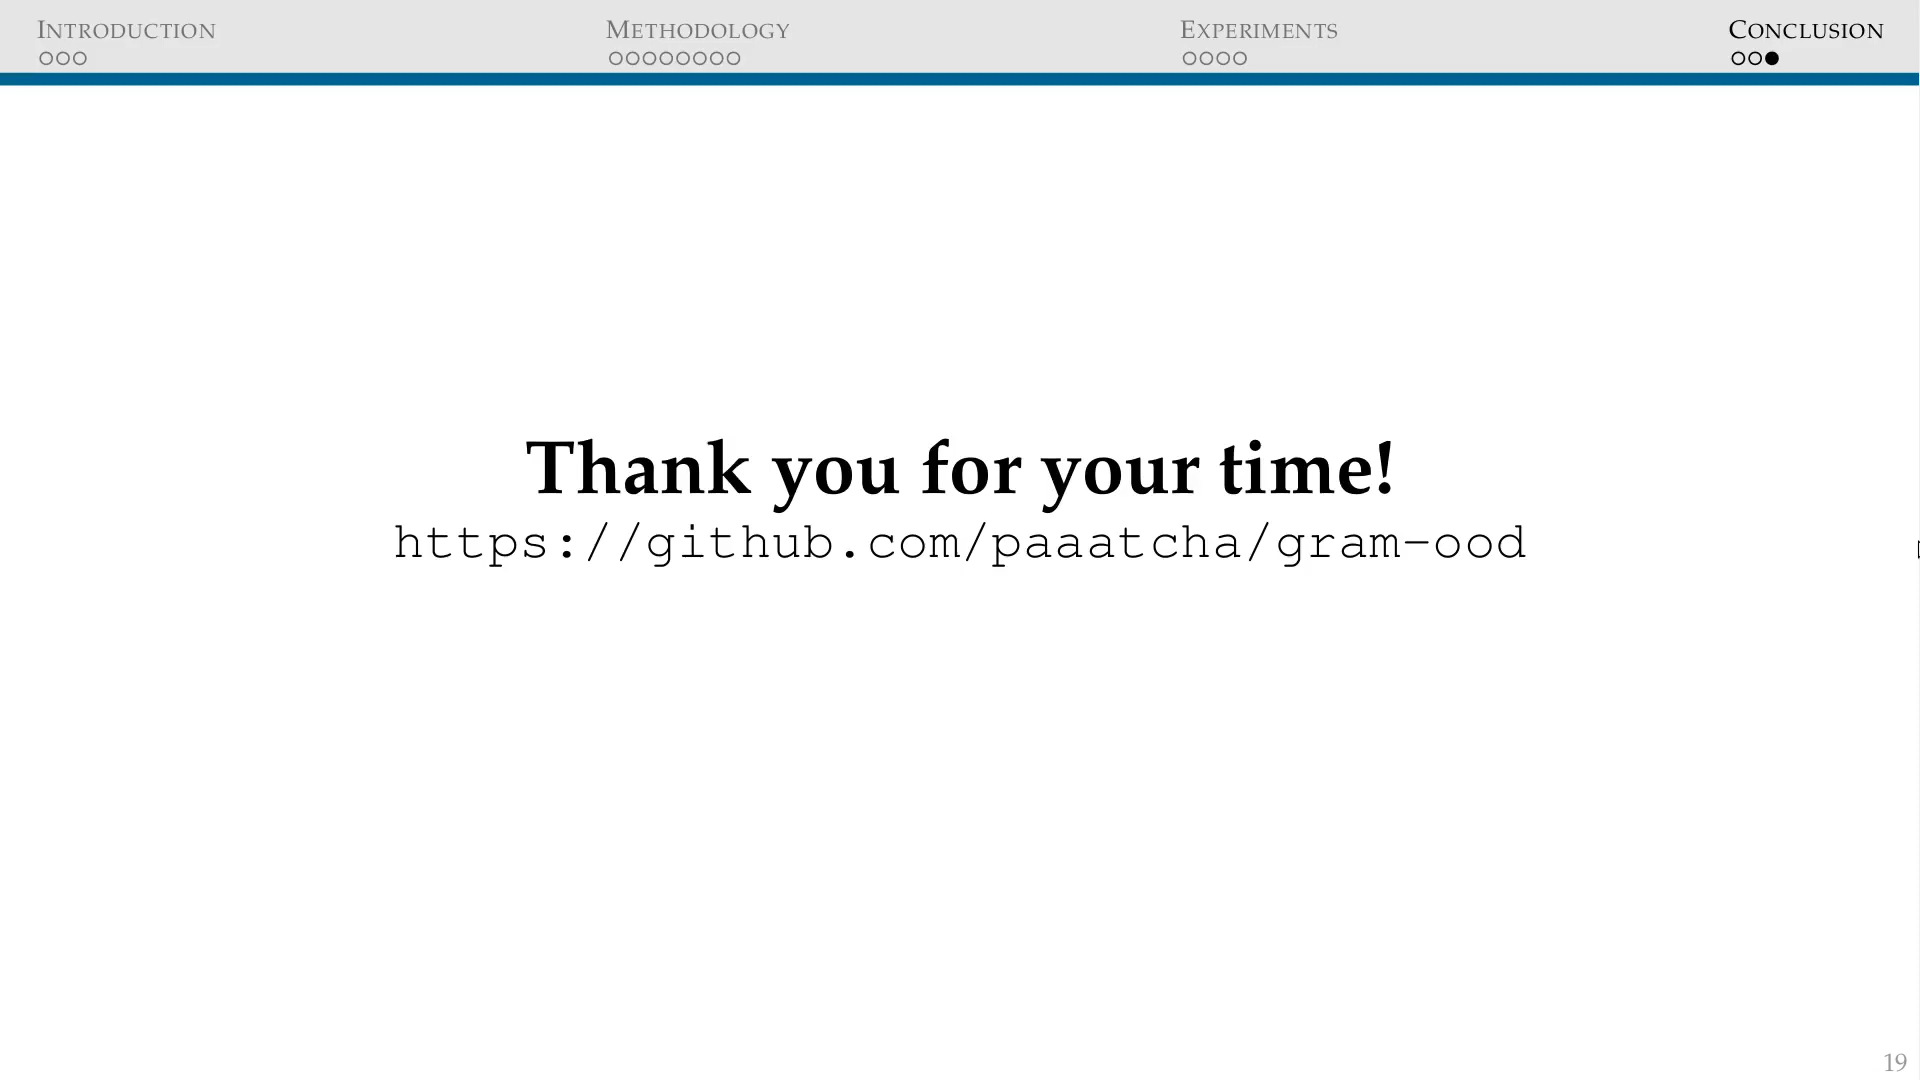 INTRODUCTION
METHODOLOGY
EXPERIMENTS
CONCLUSION
Thank you for your time!
https://github.com/paaatcha/gram-ood
19